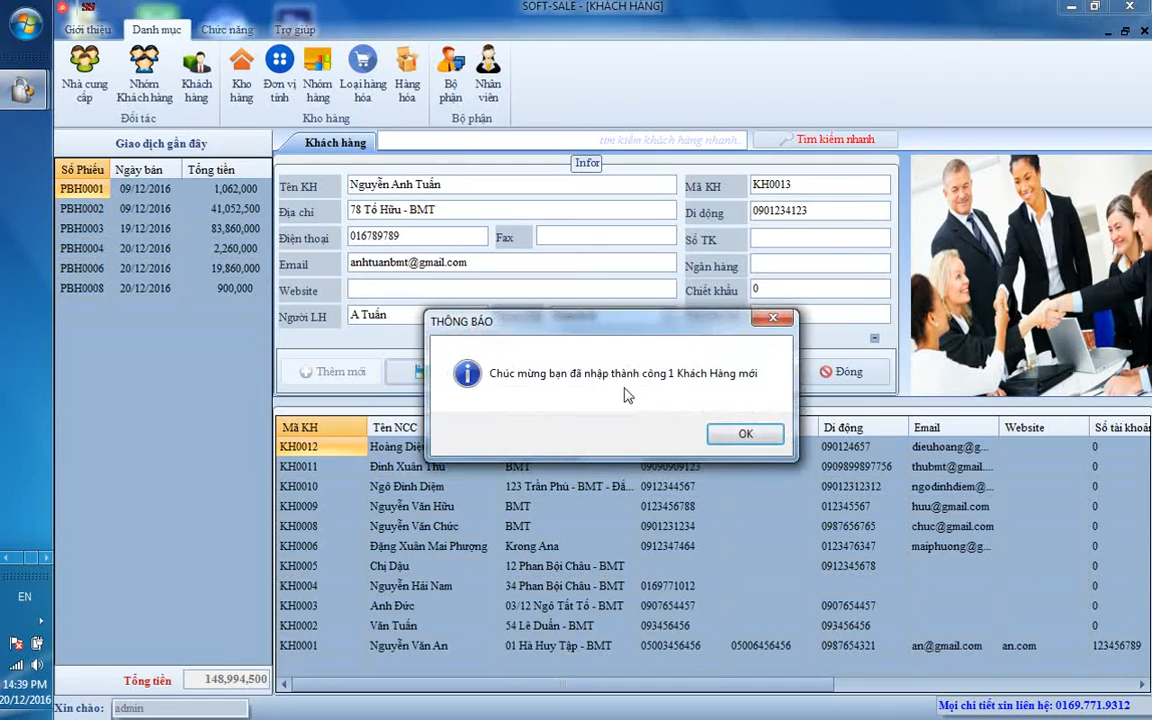 SOFT-SALE - [KHÁCH HÀNG]
Giới thiệu Danh mục Chức năng Trợ giúp
Nhà cung cấp
Nhóm Khách hàng
Khách hàng
Kho hàng
Đơn vị tính
Nhóm hàng
Loại hàng hóa
Hàng hóa
Bộ phận
Nhân viên
Đối tác Kho hàng Bộ phận
Giao dịch gần đây
Số Phiếu Ngày bán Tổng tiền
PBH0001 09/12/2016 1,062,000
PBH0002 09/12/2016 41,052,500
PBH0003 19/12/2016 83,860,000
PBH0004 20/12/2016 2,260,000
PBH0006 20/12/2016 19,860,000
PBH0008 20/12/2016 900,000
Tổng tiền 148,994,500
Khách hàng tìm kiếm khách hàng nhanh.. Tìm kiếm nhanh
Infor
Tên KH Nguyễn Anh Tuấn Mã KH KH0013
Địa chỉ 78 Tố Hữu - BMT Di động 0901234123
Điện thoại 016789789 Fax Số TK
Email anhtuanbmt@gmail.com Ngân hàng
Website Chiết khấu 0
Người LH A Tuấn
Thêm mới Đóng
THÔNG BÁO
Chúc mừng bạn đã nhập thành công 1 Khách Hàng mới
OK
Mã KH Tên NCC Di động Email Website Số tài khoản
KH0012 Hoàng Diệu 090124657 dieuhoang@g...
KH0011 Đinh Xuân Thu BMT 09090909123 0909899897756 thubmt@gmail....
KH0010 Ngô Đình Diệm 123 Trần Phú - BMT - Đắ... 0912344567 09012312312 ngodinhdiem@...
KH0009 Nguyễn Văn Hữu BMT 0123456788 012345567 huu@gmail.com
KH0008 Nguyễn Văn Chức BMT 0901231234 0987656765 chuc@gmail.com
KH0006 Đặng Xuân Mai Phượng Krong Ana 0912347464 0123476347 maiphuong@g... 0
KH0005 Chị Dậu 12 Phan Bội Châu - BMT 0912345678 0
KH0004 Nguyễn Hải Nam 34 Phan Bội Châu - BMT 0169771012 0
KH0003 Anh Đức 03/12 Ngô Tất Tố - BMT 0907654457 0907654457 0
KH0002 Văn Tuấn 54 Lê Duẩn - BMT 093456456 093456456 0
KH0001 Nguyễn Văn An 01 Hà Huy Tập - BMT 05003456456 05006456456 0987654321 an@gmail.com an.com 123456789
EN
14:39 PM
20/12/2016
Xin chào: admin
Mọi chi tiết xin liên hệ: 0169.771.9312